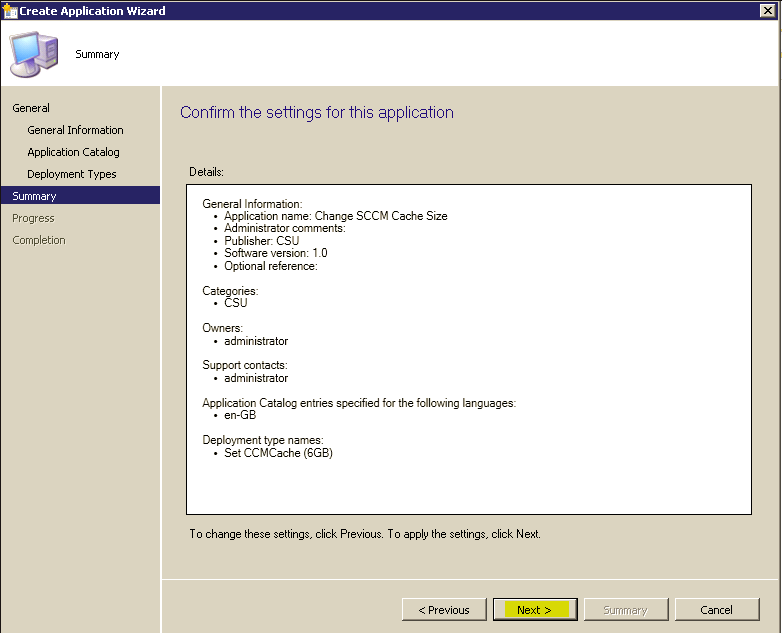 Create Application Wizard
Summary
General
General Information
Application Catalog
Deployment Types
Summary
Progress
Completion
Confirm the settings for this application
Details:
General Information:
• Application name: Change SCCM Cache Size
• Administrator comments:
• Publisher: CSU
• Software version: 1.0
• Optional reference:
Categories:
• CSU
Owners:
• administrator
Support contacts:
• administrator
Application Catalog entries specified for the following languages:
• en-GB
Deployment type names:
• Set CCMCache (6GB)
To change these settings, click Previous. To apply the settings, click Next.
< Previous
Next >
Summary
Cancel